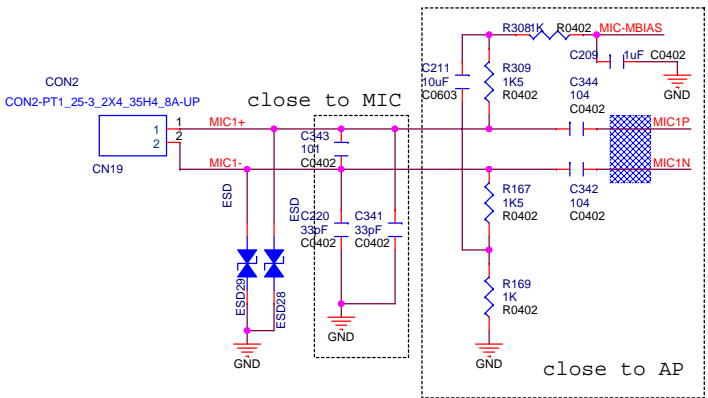 R308 1K R0402 MIC-MBIAS
C209 1uF C0402
GND
C211
10uF
C0603
R309
1K5
R0402
C344
104
C0402
CON2
CON2-PT1_25-3_2X4_35H4_8A-UP
close to MIC
1 1 MIC1+
2 2 MIC1-
CN19
C343
101
C0402
MIC1P
MIC1N
C342
104
C0402
ESD
ESD
C220
33pF
C0402
C341
33pF
C0402
R167
1K5
R0402
ESD29
ESD28
R169
1K
R0402
GND
GND
GND
close to AP